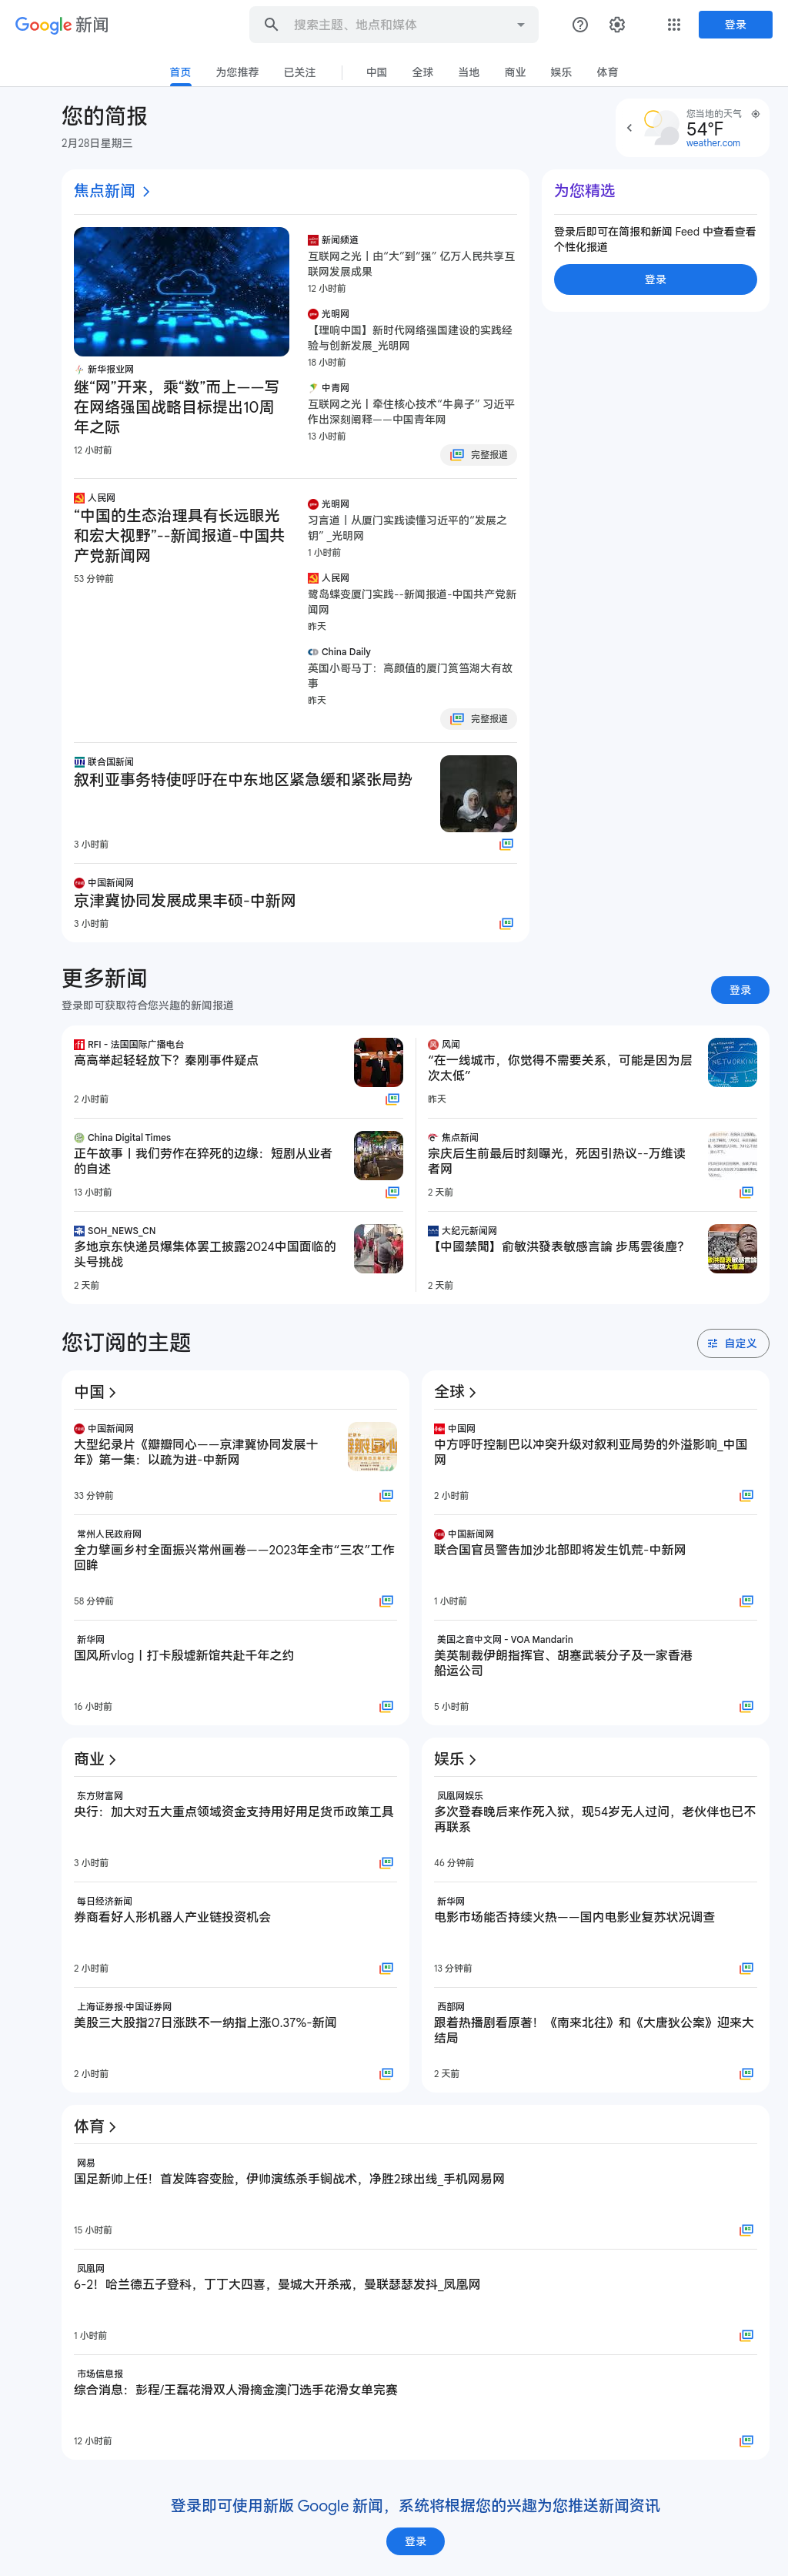 Google 新闻
搜索主题、地点和媒体
登录
首页
为您推荐
已关注
中国
全球
当地
商业
娱乐
体育
您的简报
2月28日星期三
您当地的天气
54°F
weather.com
焦点新闻
新华报业网
继“网”开来，乘“数”而上——写
在网络强国战略目标提出10周
年之际
12 小时前
新闻频道
互联网之光丨由“大”到“强” 亿万人民共享互
联网发展成果
12 小时前
光明网
【理响中国】新时代网络强国建设的实践经
验与创新发展_光明网
18 小时前
中青网
互联网之光丨牵住核心技术“牛鼻子” 习近平
作出深刻阐释——中国青年网
13 小时前
完整报道
人民网
“中国的生态治理具有长远眼光
和宏大视野”--新闻报道-中国共
产党新闻网
53 分钟前
光明网
习言道丨从厦门实践读懂习近平的“发展之
钥” _光明网
1 小时前
人民网
鹭岛蝶变厦门实践--新闻报道-中国共产党新
闻网
昨天
China Daily
英国小哥马丁：高颜值的厦门筼筜湖大有故
事
昨天
完整报道
联合国新闻
叙利亚事务特使呼吁在中东地区紧急缓和紧张局势
3 小时前
中国新闻网
京津冀协同发展成果丰硕-中新网
3 小时前
为您精选
登录后即可在简报和新闻 Feed 中查看查看
个性化报道
登录
更多新闻
登录即可获取符合您兴趣的新闻报道
登录
RFI - 法国国际广播电台
高高举起轻轻放下？秦刚事件疑点
2 小时前
风闻
“在一线城市，你觉得不需要关系，可能是因为层
次太低”
昨天
NETWORKING
China Digital Times
正午故事丨我们劳作在猝死的边缘：短剧从业者
的自述
13 小时前
焦点新闻
宗庆后生前最后时刻曝光，死因引热议--万维读
者网
2 天前
SOH_NEWS_CN
多地京东快递员爆集体罢工披露2024中国面临的
头号挑战
2 天前
大纪元新闻网
【中國禁聞】俞敏洪發表敏感言論 步馬雲後塵？
2 天前
您订阅的主题
自定义
中国
中国新闻网
大型纪录片《瓣瓣同心——京津冀协同发展十
年》第一集：以疏为进-中新网
33 分钟前
常州人民政府网
全力擘画乡村全面振兴常州画卷——2023年全市“三农”工作
回眸
58 分钟前
新华网
国风所vlog丨打卡殷墟新馆共赴千年之约
16 小时前
全球
中国网
中方呼吁控制巴以冲突升级对叙利亚局势的外溢影响_中国
网
2 小时前
中国新闻网
联合国官员警告加沙北部即将发生饥荒-中新网
1 小时前
美国之音中文网 - VOA Mandarin
美英制裁伊朗指挥官、胡塞武装分子及一家香港
船运公司
5 小时前
商业
东方财富网
央行：加大对五大重点领域资金支持用好用足货币政策工具
3 小时前
每日经济新闻
券商看好人形机器人产业链投资机会
2 小时前
上海证券报·中国证券网
美股三大股指27日涨跌不一纳指上涨0.37%-新闻
2 小时前
娱乐
凤凰网娱乐
多次登春晚后来作死入狱，现54岁无人过问，老伙伴也已不
再联系
46 分钟前
新华网
电影市场能否持续火热——国内电影业复苏状况调查
13 分钟前
西部网
跟着热播剧看原著！《南来北往》和《大唐狄公案》迎来大
结局
2 天前
体育
网易
国足新帅上任！首发阵容变脸，伊帅演练杀手锏战术，净胜2球出线_手机网易网
15 小时前
凤凰网
6-2！哈兰德五子登科，丁丁大四喜，曼城大开杀戒，曼联瑟瑟发抖_凤凰网
1 小时前
市场信息报
综合消息：彭程/王磊花滑双人滑摘金澳门选手花滑女单完赛
12 小时前
登录即可使用新版 Google 新闻，系统将根据您的兴趣为您推送新闻资讯
登录